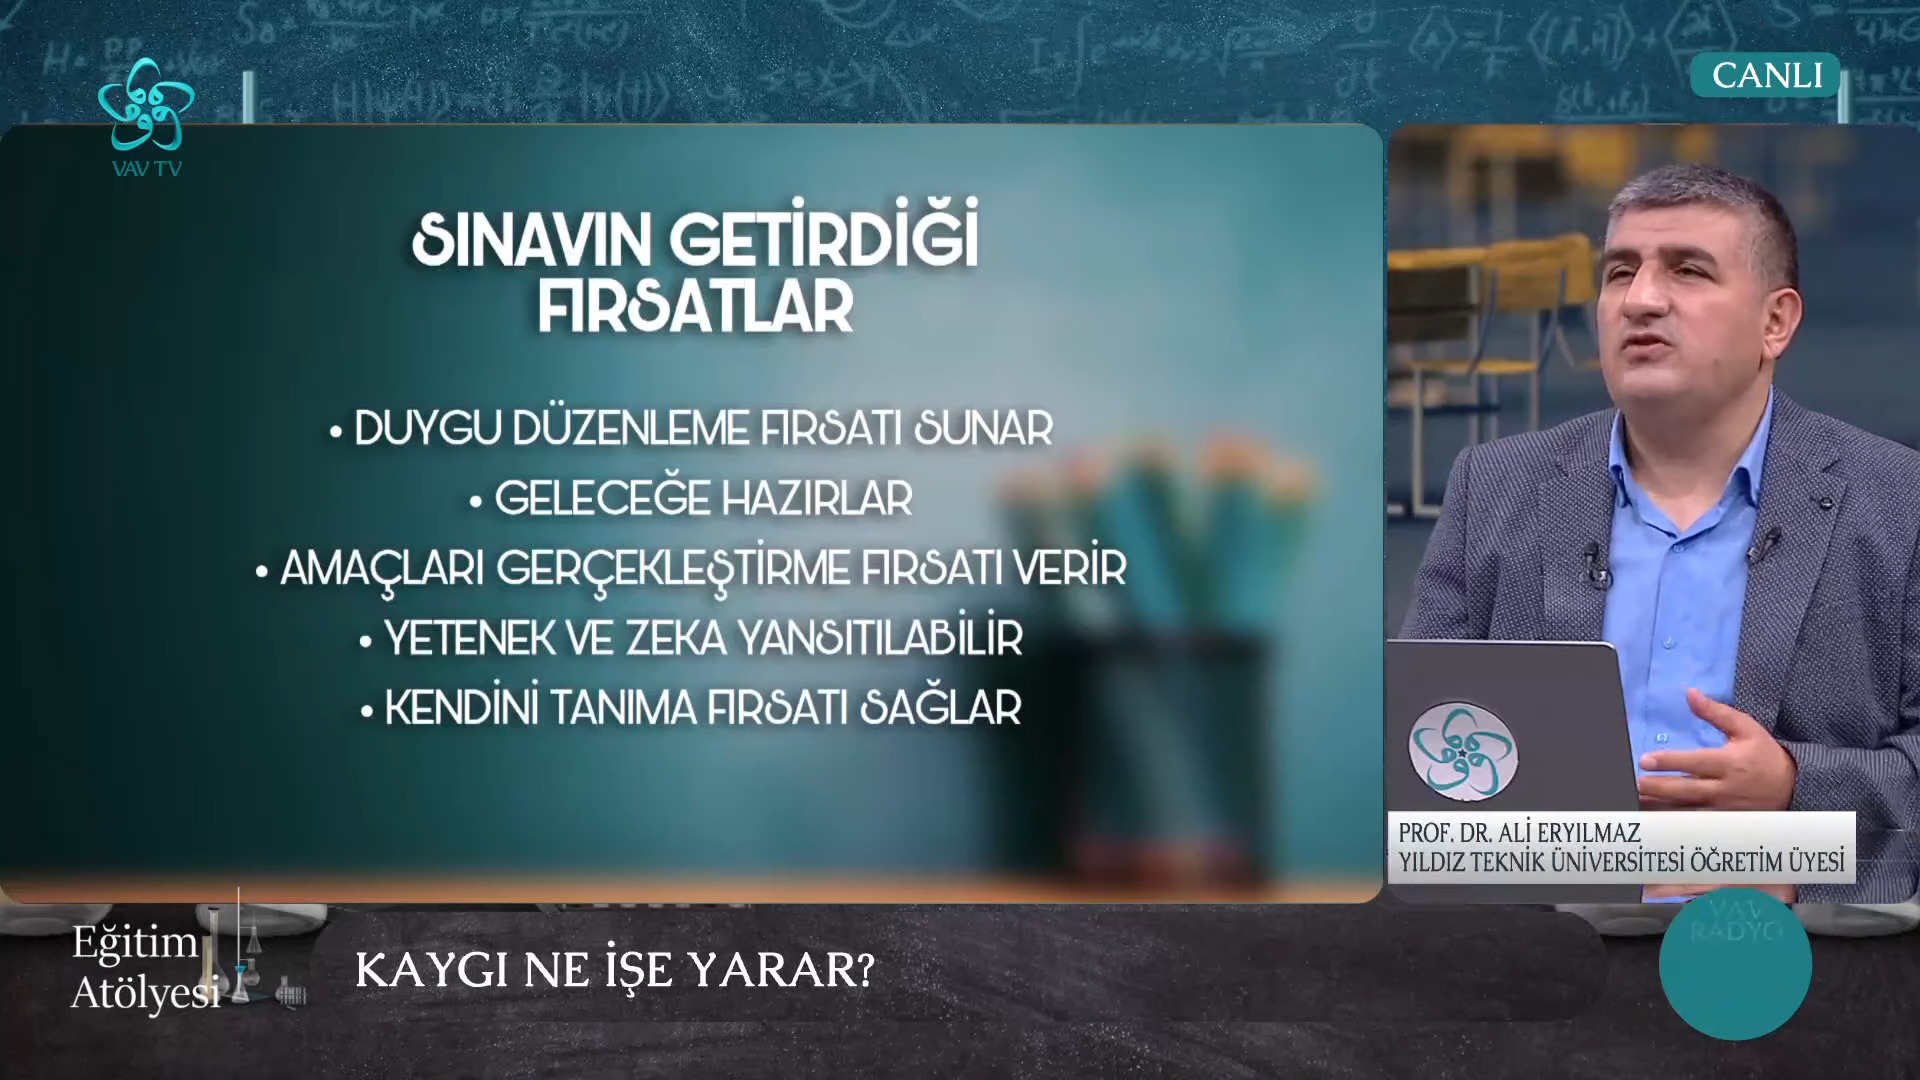 CANLI
VAV TV
SINAVIN GETİRDİĞİ
FIRSATLAR
• DUYGU DÜZENLEME FIRSATI SUNAR
• GELECEĞE HAZIRLAR
• AMAÇLARI GERÇEKLEŞTİRME FIRSATI VERİR
• YETENEK VE ZEKA YANSITILABİLİR
• KENDİNİ TANIMA FIRSATI SAĞLAR
PROF. DR. ALİ ERYILMAZ
YILDIZ TEKNİK ÜNİVERSİTESİ ÖĞRETİM ÜYESİ
Eğitim
Atölyesi
KAYGI NE İŞE YARAR?
VAV
RADYO